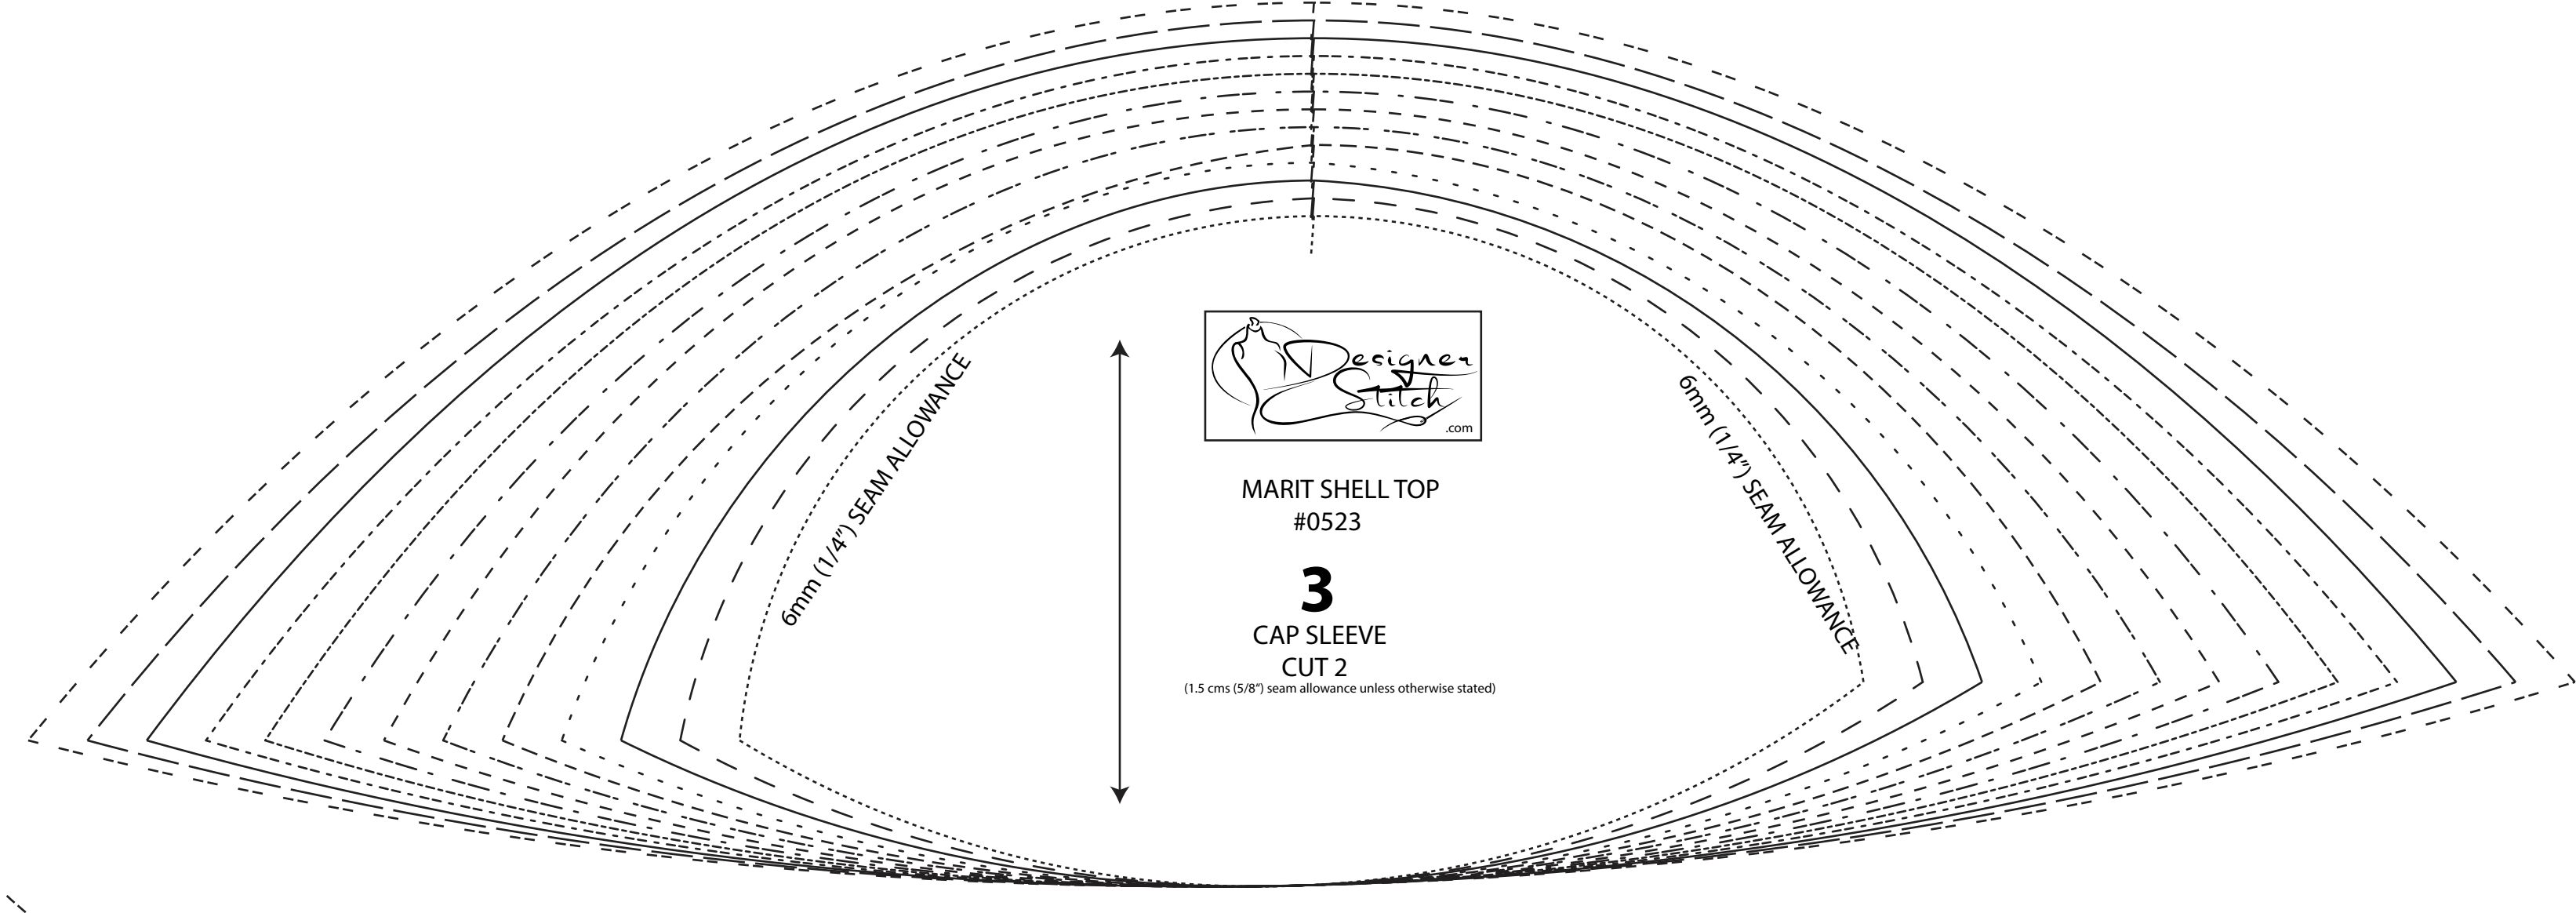 Designer
Stitch
.com
6mm (1/4") SEAM ALLOWANCE
6mm (1/4") SEAM ALLOWANCE
MARIT SHELL TOP
#0523
3
CAP SLEEVE
CUT 2
(1.5 cms (5/8") seam allowance unless otherwise stated)